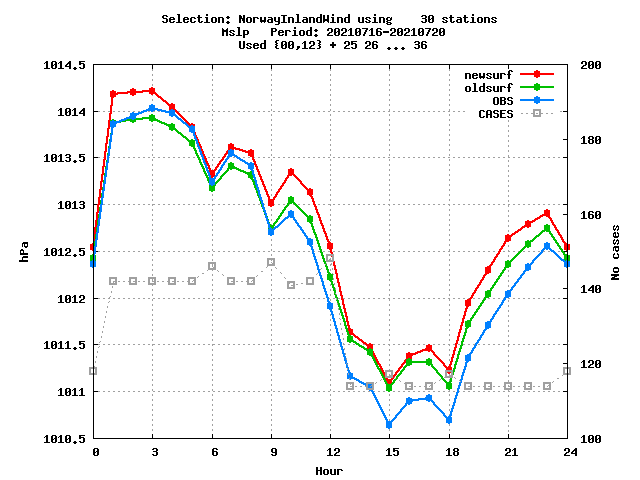 Selection: NorwayInlandWind using    30 stations
Mslp   Period: 20210716-20210720
Used {00,12} + 25 26 ... 36
newsurf
oldsurf
OBS
CASES
1014.5
1014
1013.5
1013
1012.5
1012
1011.5
1011
1010.5
hPa
200
180
160
140
120
100
No cases
0 3 6 9 12 15 18 21 24
Hour